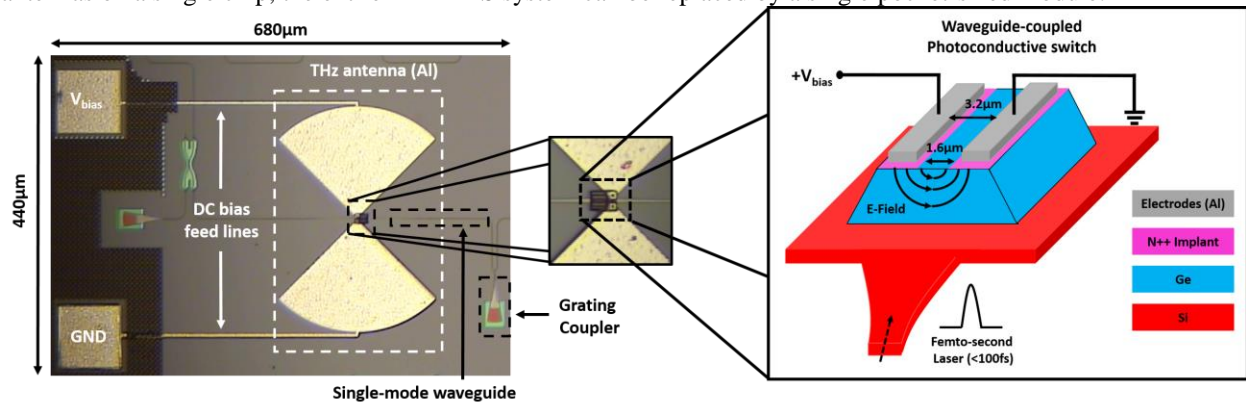 680μm
440μm
V_bias
THz antenna (Al)
DC bias
feed lines
GND
Grating
Coupler
Single-mode waveguide
Waveguide-coupled
Photoconductive switch
+V_bias
3.2μm
1.6μm
E-Field
Femto-second
Laser (<100fs)
Electrodes (Al)
N++ Implant
Ge
Si